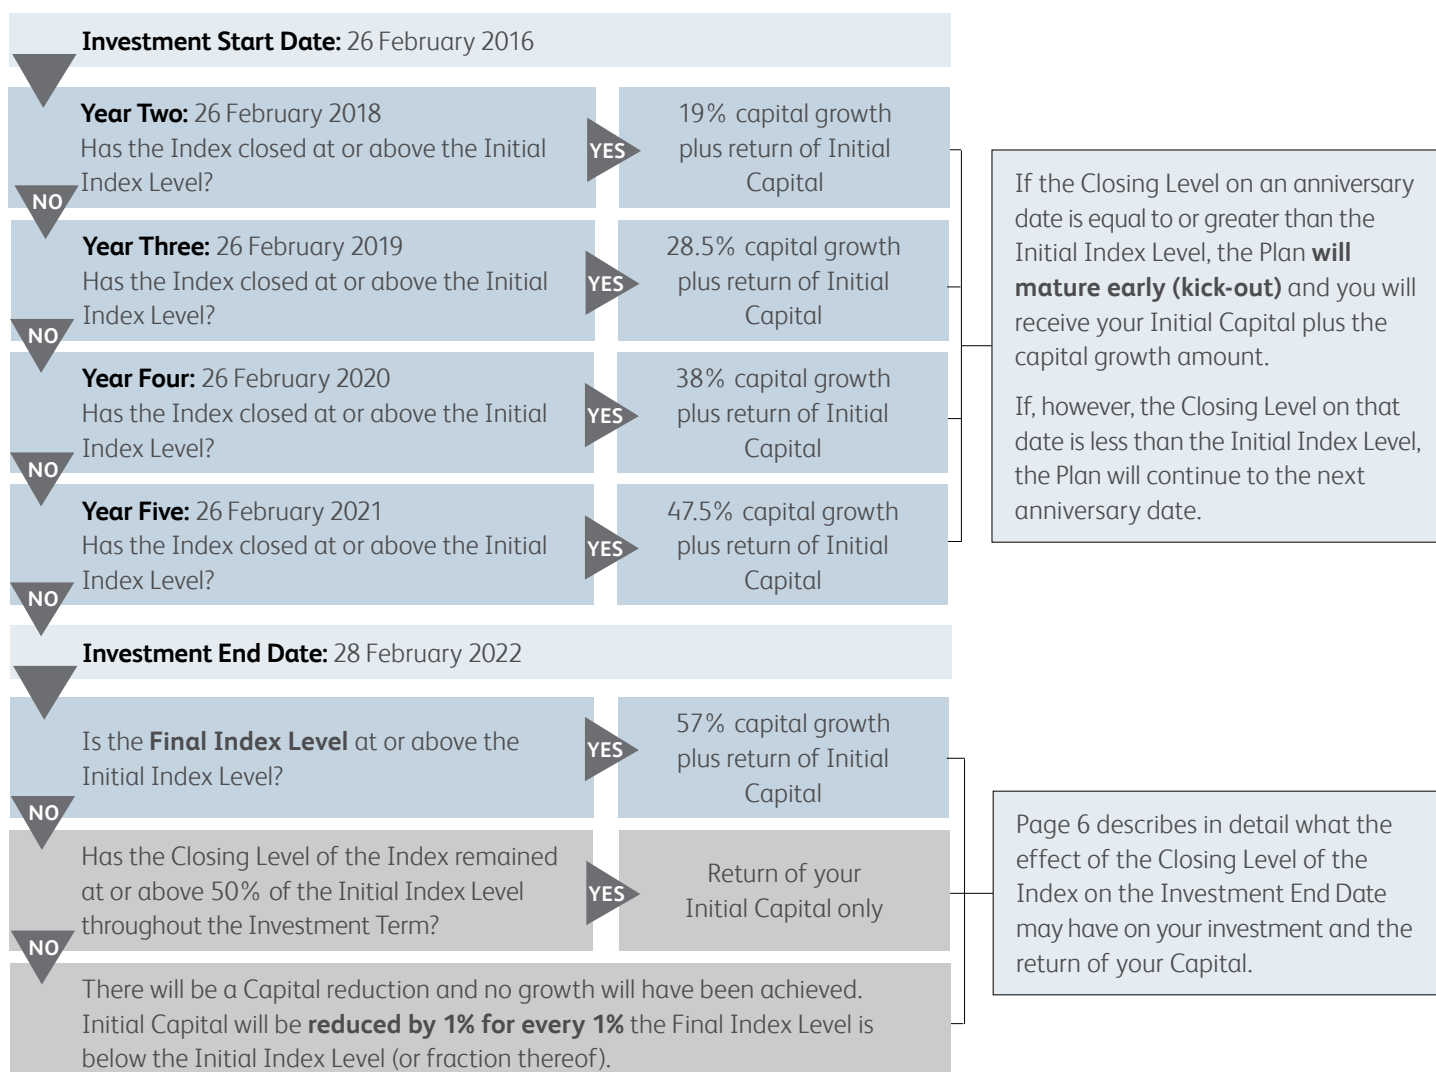 Investment Start Date: 26 February 2016
Year Two: 26 February 2018
Has the Index closed at or above the Initial
Index Level?
YES
19% capital growth
plus return of Initial
Capital
NO
Year Three: 26 February 2019
Has the Index closed at or above the Initial
Index Level?
YES
28.5% capital growth
plus return of Initial
Capital
NO
Year Four: 26 February 2020
Has the Index closed at or above the Initial
Index Level?
YES
38% capital growth
plus return of Initial
Capital
NO
Year Five: 26 February 2021
Has the Index closed at or above the Initial
Index Level?
YES
47.5% capital growth
plus return of Initial
Capital
NO
If the Closing Level on an anniversary
date is equal to or greater than the
Initial Index Level, the Plan will
mature early (kick-out) and you will
receive your Initial Capital plus the
capital growth amount.
If, however, the Closing Level on that
date is less than the Initial Index Level,
the Plan will continue to the next
anniversary date.
Investment End Date: 28 February 2022
Is the Final Index Level at or above the
Initial Index Level?
YES
57% capital growth
plus return of Initial
Capital
NO
Has the Closing Level of the Index remained
at or above 50% of the Initial Index Level
throughout the Investment Term?
YES
Return of your
Initial Capital only
NO
There will be a Capital reduction and no growth will have been achieved.
Initial Capital will be reduced by 1% for every 1% the Final Index Level is
below the Initial Index Level (or fraction thereof).
Page 6 describes in detail what the
effect of the Closing Level of the
Index on the Investment End Date
may have on your investment and the
return of your Capital.